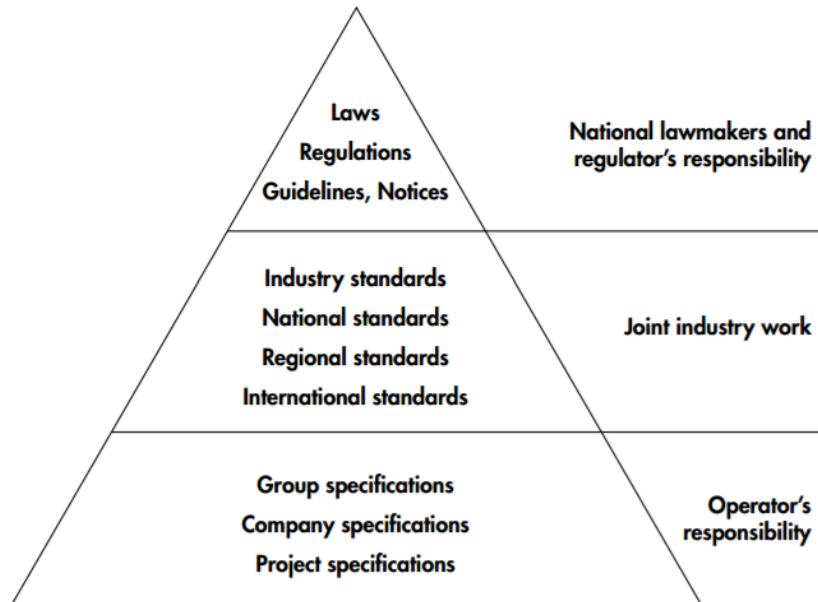 Laws
Regulations
Guidelines, Notices
National lawmakers and
regulator's responsibility
Industry standards
National standards
Regional standards
International standards
Joint industry work
Group specifications
Company specifications
Project specifications
Operator's
responsibility